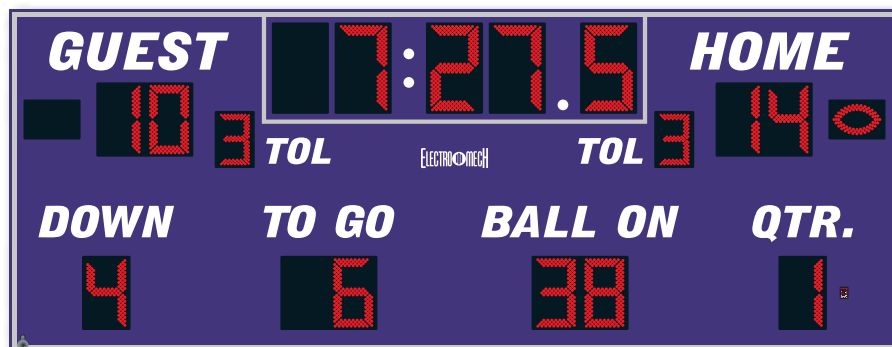 GUEST 7:27.5 HOME
10 14
3 TOL ELECTRO-MECH TOL 3
DOWN TO GO BALL ON QTR.
4 6 38 1